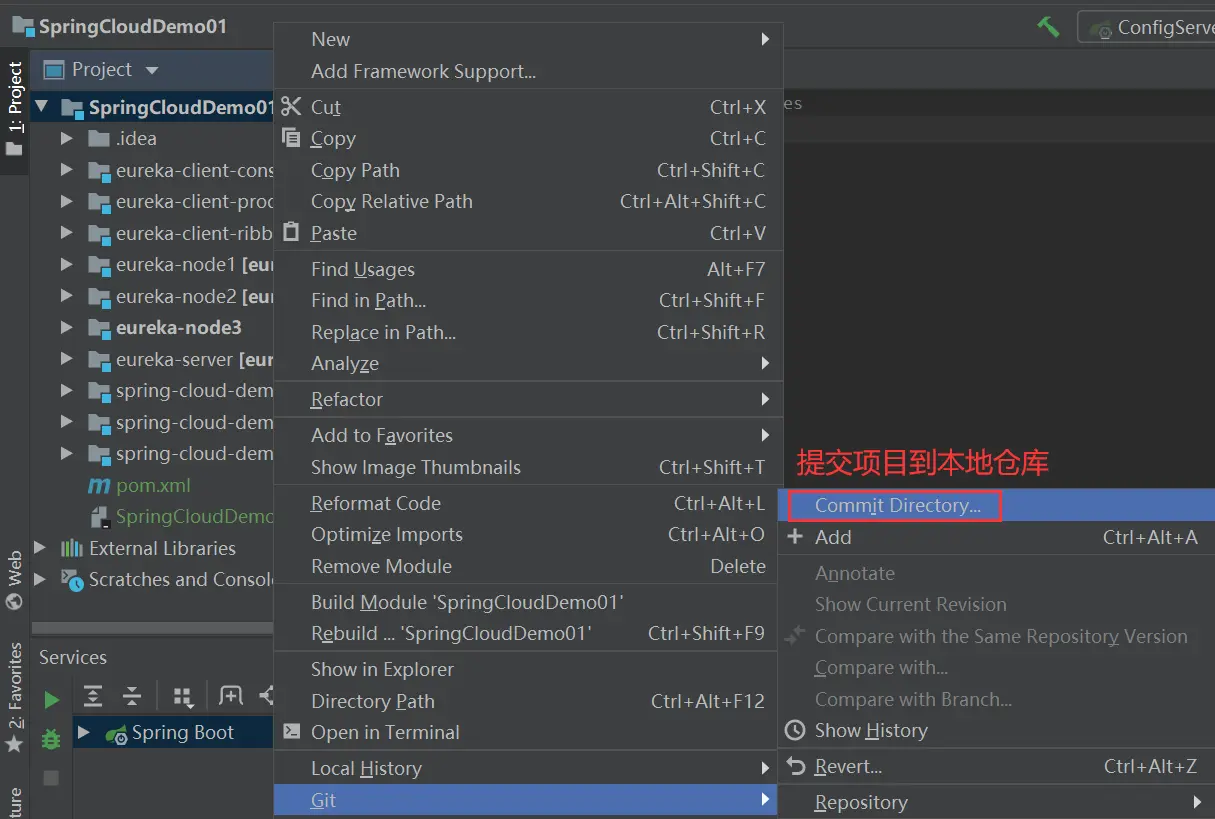 SpringCloudDemo01
ConfigServe
1: Project
Project
SpringCloudDemo01
.idea
eureka-client-cons
eureka-client-proc
eureka-client-ribb
eureka-node1 [eur
eureka-node2 [eur
eureka-node3
eureka-server [eur
spring-cloud-dem
spring-cloud-dem
spring-cloud-dem
m pom.xml
SpringCloudDemo
External Libraries
Scratches and Consol
Web
2: Favorites
ture
Services
Spring Boot
New
Add Framework Support...
Cut Ctrl+X
Copy Ctrl+C
Copy Path Ctrl+Shift+C
Copy Relative Path Ctrl+Alt+Shift+C
Paste Ctrl+V
Find Usages Alt+F7
Find in Path... Ctrl+Shift+F
Replace in Path... Ctrl+Shift+R
Analyze
Refactor
Add to Favorites
Show Image Thumbnails Ctrl+Shift+T
Reformat Code Ctrl+Alt+L
Optimize Imports Ctrl+Alt+O
Remove Module Delete
Build Module 'SpringCloudDemo01'
Rebuild ... 'SpringCloudDemo01' Ctrl+Shift+F9
Show in Explorer
Directory Path Ctrl+Alt+F12
Open in Terminal
Local History
Git
es
提交项目到本地仓库
Commit Directory...
Add Ctrl+Alt+A
Annotate
Show Current Revision
Compare with the Same Repository Version
Compare with...
Compare with Branch...
Show History
Revert... Ctrl+Alt+Z
Repository